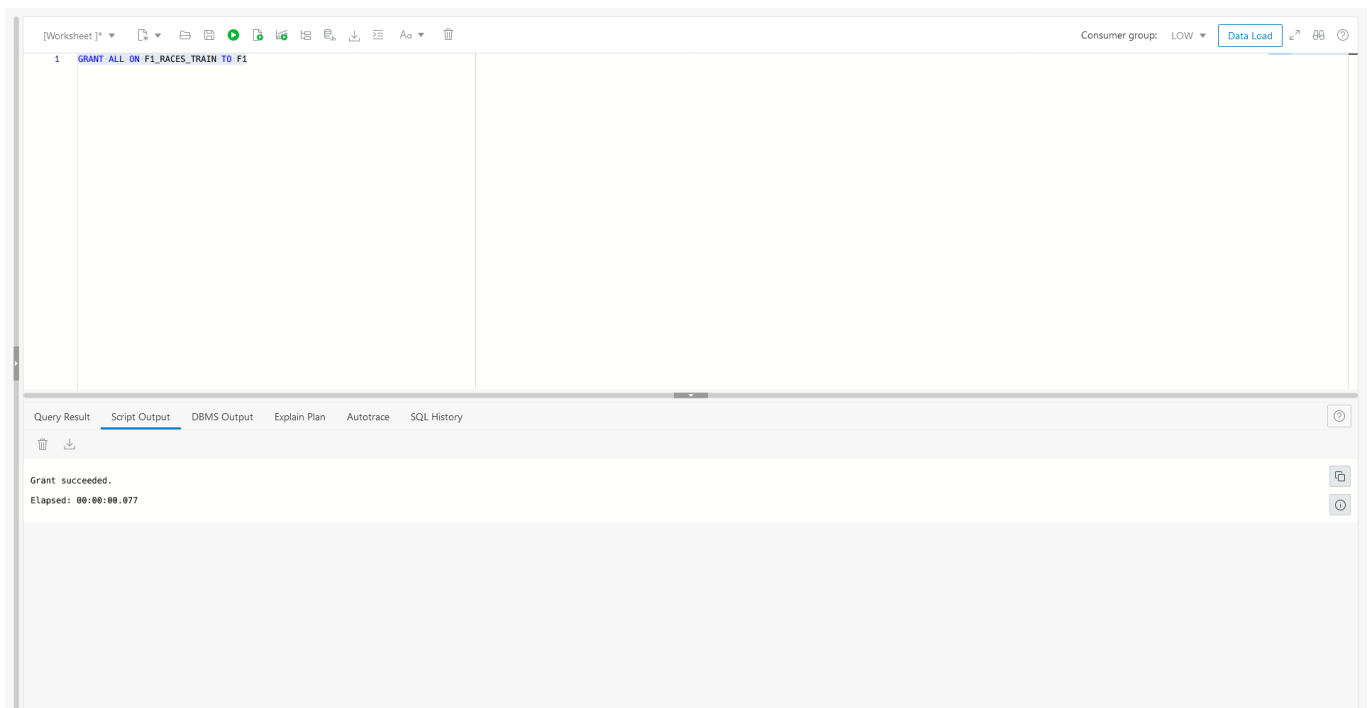 [Worksheet ]* Aa Consumer group: LOW Data Load
1 GRANT ALL ON F1_RACES_TRAIN TO F1
Query Result Script Output DBMS Output Explain Plan Autotrace SQL History
Grant succeeded.
Elapsed: 00:00:00.077